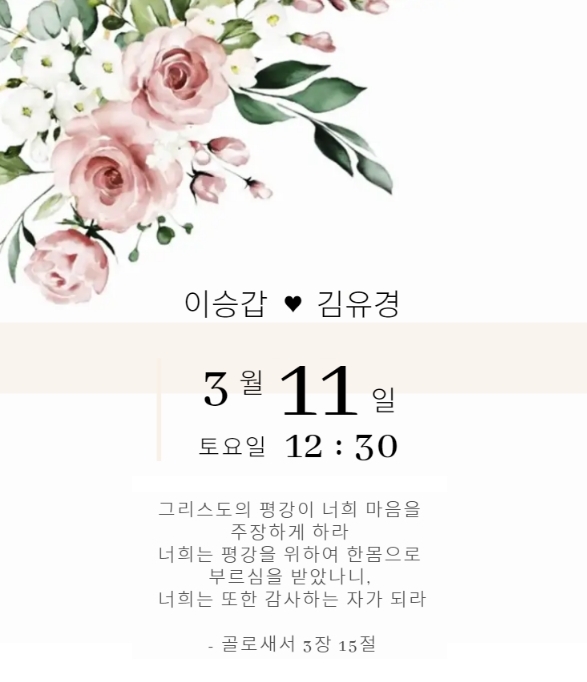 이승갑 ♥ 김유경
3 월 11 일
토요일 12 : 30
그리스도의 평강이 너희 마음을
주장하게 하라
너희는 평강을 위하여 한몸으로
부르심을 받았나니,
너희는 또한 감사하는 자가 되라
- 골로새서 3장 15절